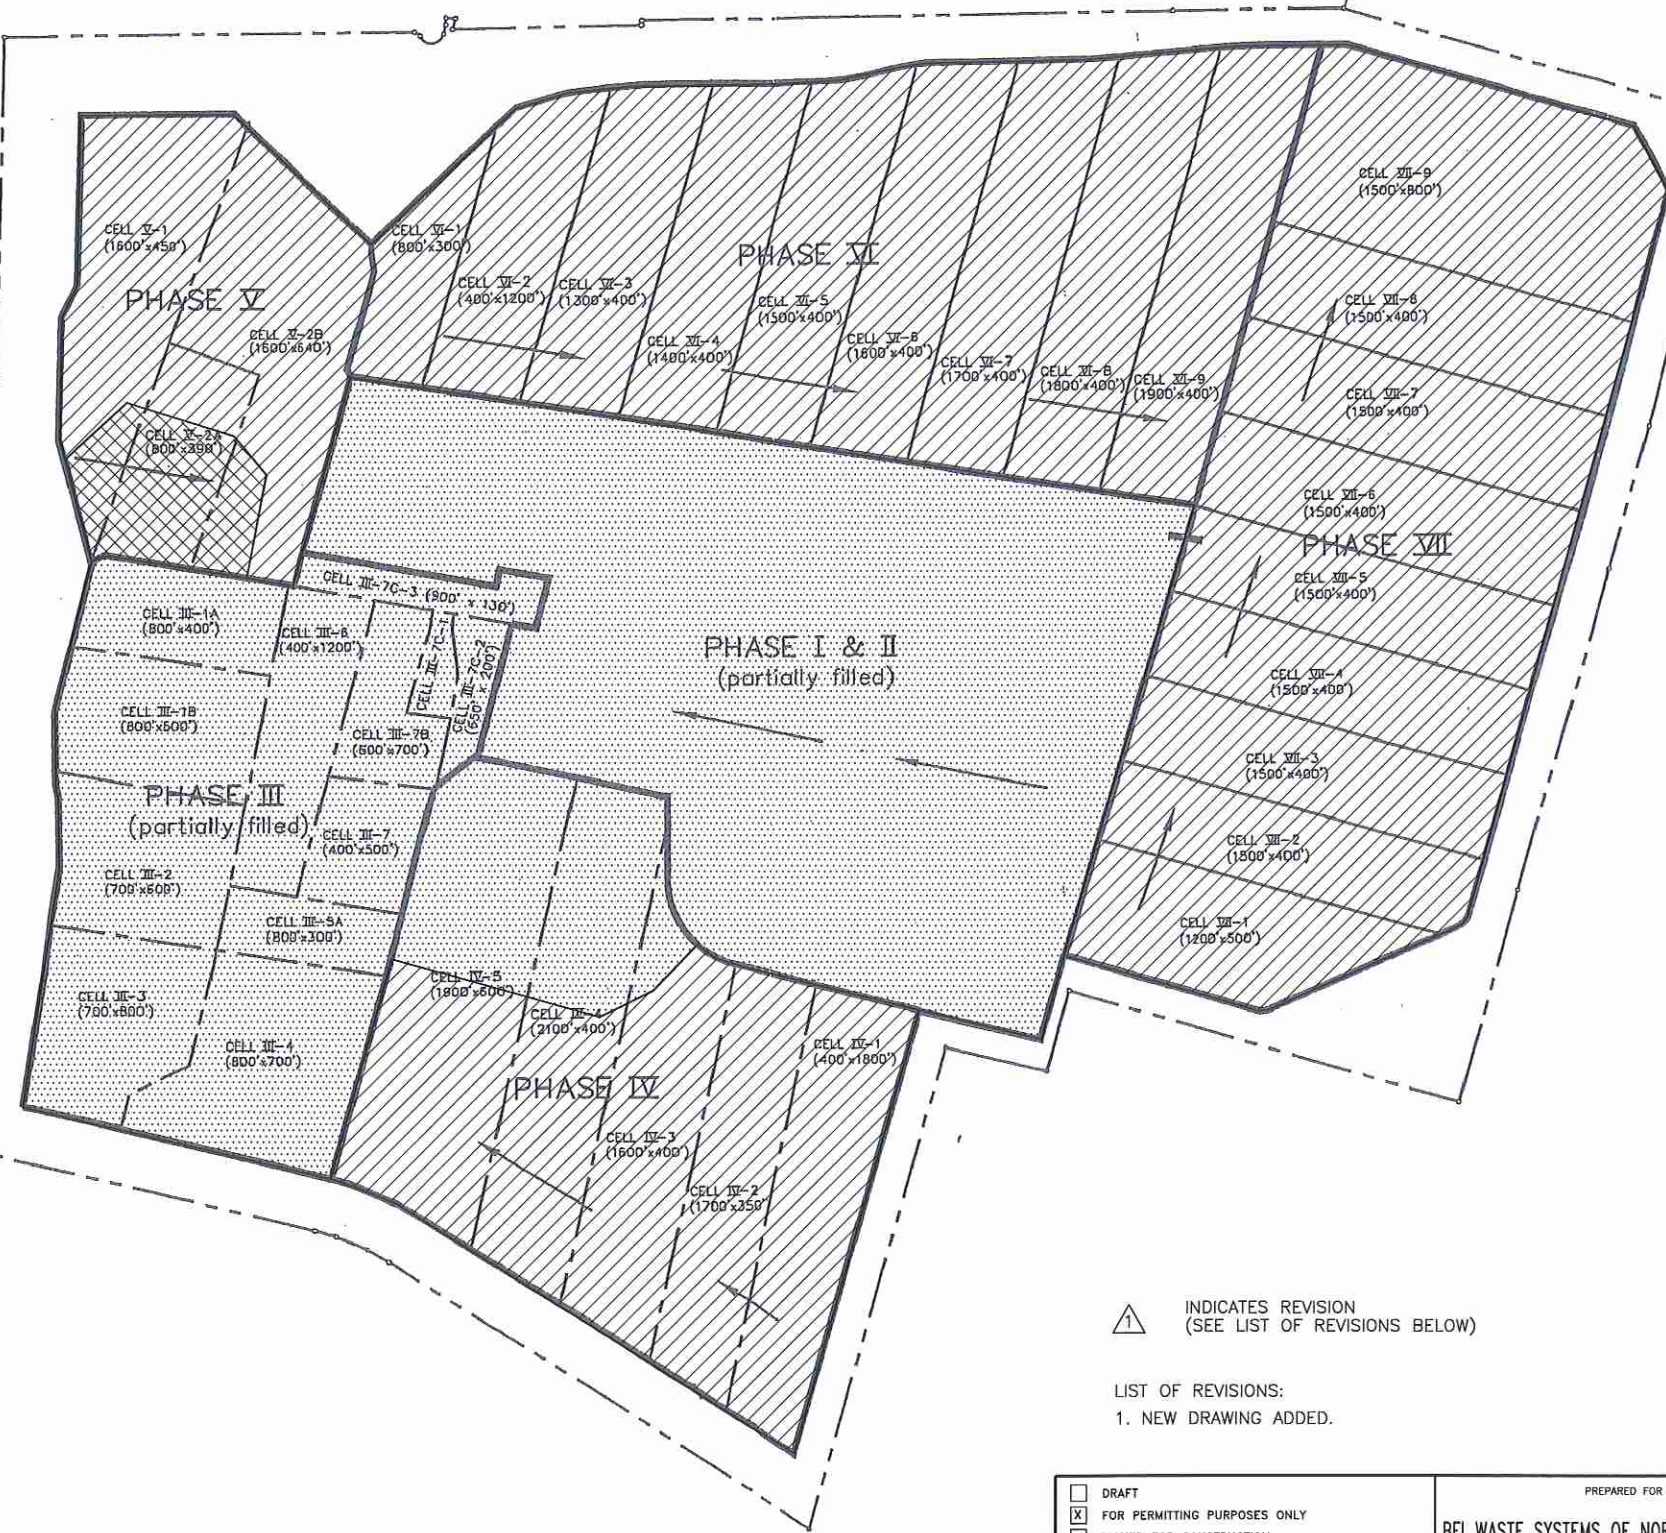 CELL V-1
(1600'x450')
PHASE V
CELL V-2B
(1600'x640')
CELL V-2A
(800'x390')
CELL VI-1
(800'x300')
CELL VI-2
(400'x1200')
CELL VI-3
(1300'x400')
CELL VI-4
(1400'x400')
PHASE VI
CELL VI-5
(1500'x400')
CELL VI-6
(1600'x400')
CELL VI-7
(1700'x400')
CELL VI-8
(1800'x400')
CELL VI-9
(1900'x400')
CELL VII-9
(1500'x800')
CELL VII-8
(1500'x400')
CELL VII-7
(1500'x400')
CELL VII-6
(1500'x400')
PHASE VII
CELL VII-5
(1500'x400')
CELL VII-4
(1500'x400')
CELL VII-3
(1500'x400')
CELL VII-2
(1500'x400')
CELL VII-1
(1200'x500')
PHASE I & II
(partially filled)
CELL III-7C-3 (900' x 130')
CELL III-1A
(800'x400')
CELL III-6
(400'x1200')
CELL III-7C-1
CELL III-7C-2
(650' x 200')
CELL III-1B
(800'x500')
CELL III-7B
(600'x700')
PHASE III
(partially filled)
CELL III-7
(400'x500')
CELL III-2
(700'x600')
CELL III-5A
(800'x300')
CELL III-3
(700'x800')
CELL III-4
(800'x700')
CELL IV-5
(1900'x600')
CELL IV-4
(2100'x400')
CELL IV-1
(400'x1800')
PHASE IV
CELL IV-3
(1600'x400')
CELL IV-2
(1700'x350'
1
INDICATES REVISION
(SEE LIST OF REVISIONS BELOW)
LIST OF REVISIONS:
1. NEW DRAWING ADDED.
DRAFT
X FOR PERMITTING PURPOSES ONLY
PREPARED FOR
BFI WASTE SYSTEMS OF NOR